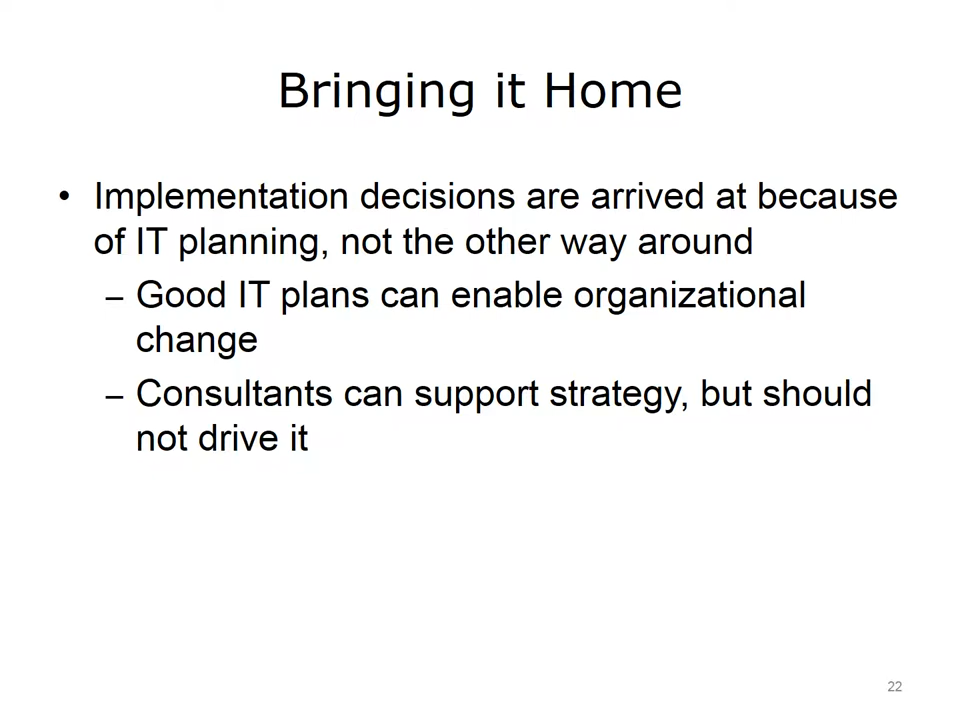 Bringing it Home
• Implementation decisions are arrived at because
of IT planning, not the other way around
– Good IT plans can enable organizational
change
– Consultants can support strategy, but should
not drive it
22